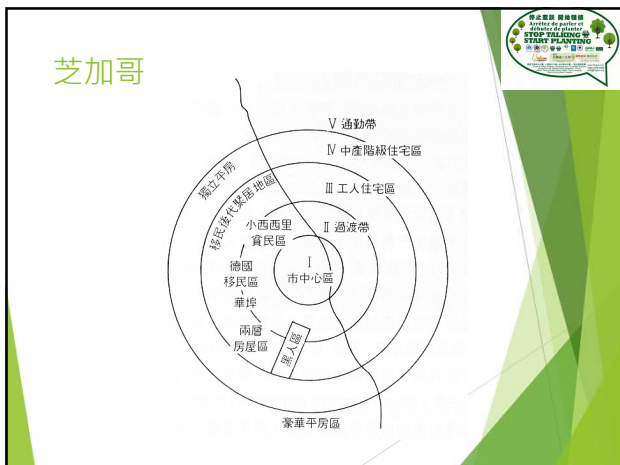 芝加哥
停止空談 開始種樹
Arrêtez de parler et
débutez de planter
STOP TALKING
START PLANTING
V 通勤帶
IV 中產階級住宅區
獨立平房
III 工人住宅區
移民後代聚居地區
小西西里
貧民區
II 過渡帶
I
市中心區
德國
移民區
華埠
兩層
房屋區
黑人區
豪華平房區